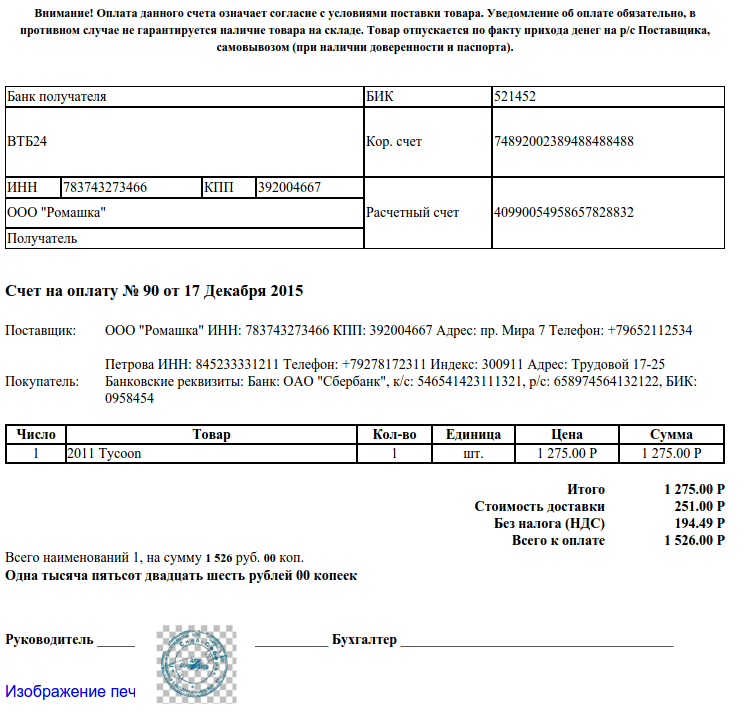 Внимание! Оплата данного счета означает согласие с условиями поставки товара. Уведомление об оплате обязательно, в
противном случае не гарантируется наличие товара на складе. Товар отпускается по факту прихода денег на р/с Поставщика,
самовывозом (при наличии доверенности и паспорта).
Банк получателя БИК 521452
ВТБ24 Кор. счет 74892002389488488488
ИНН 783743273466 КПП 392004667
ООО "Ромашка" Расчетный счет 40990054958657828832
Получатель
Счет на оплату № 90 от 17 Декабря 2015
Поставщик: ООО "Ромашка" ИНН: 783743273466 КПП: 392004667 Адрес: пр. Мира 7 Телефон: +79652112534
Петрова ИНН: 845233331211 Телефон: +79278172311 Индекс: 300911 Адрес: Трудовой 17-25
Покупатель: Банковские реквизиты: Банк: ОАО "Сбербанк", к/с: 546541423111321, р/с: 658974564132122, БИК:
0958454
Число Товар Кол-во Единица Цена Сумма
1 2011 Tycoon 1 шт. 1 275.00 Р 1 275.00 Р
Итого 1 275.00 Р
Стоимость доставки 251.00 Р
Без налога (НДС) 194.49 Р
Всего к оплате 1 526.00 Р
Всего наименований 1, на сумму 1 526 руб. 00 коп.
Одна тысяча пятьсот двадцать шесть рублей 00 копеек
Руководитель _____ __________ Бухгалтер ______________________________________
Изображение печ